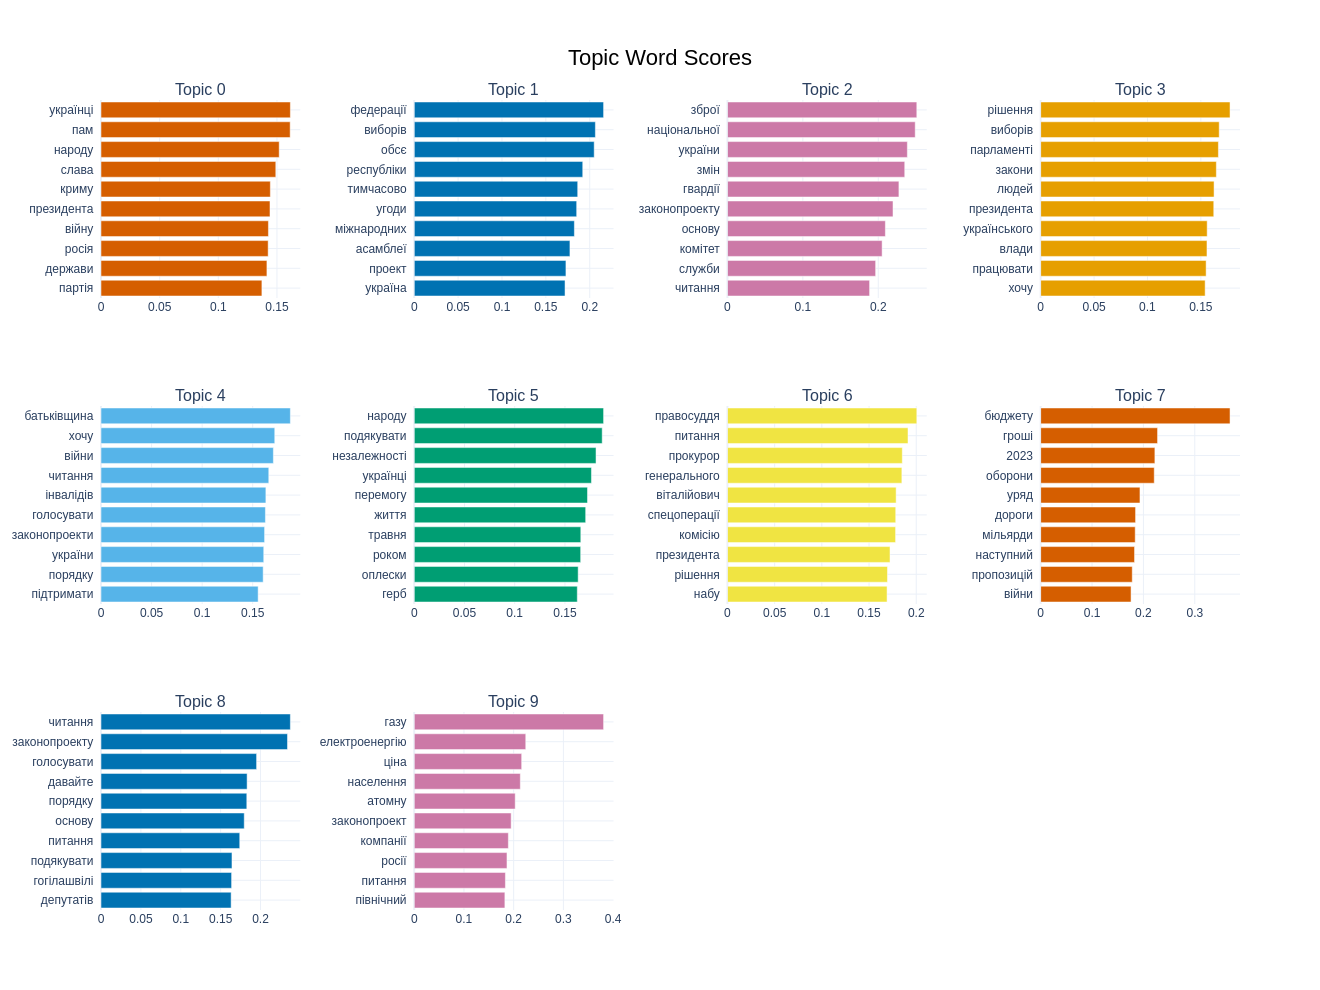 Topic Word Scores
Topic 0
українці
пам
народу
слава
криму
президента
війну
росія
держави
партія
0 0.05 0.1 0.15
Topic 1
федерації
виборів
обсє
республіки
тимчасово
угоди
міжнародних
асамблеї
проект
україна
0 0.05 0.1 0.15 0.2
Topic 2
зброї
національної
україни
змін
гвардії
законопроекту
основу
комітет
служби
читання
0 0.1 0.2
Topic 3
рішення
виборів
парламенті
закони
людей
президента
українського
влади
працювати
хочу
0 0.05 0.1 0.15
Topic 4
батьківщина
хочу
війни
читання
інвалідів
голосувати
законопроекти
україни
порядку
підтримати
0 0.05 0.1 0.15
Topic 5
народу
подякувати
незалежності
українці
перемогу
життя
травня
роком
оплески
герб
0 0.05 0.1 0.15
Topic 6
правосуддя
питання
прокурор
генерального
віталійович
спецоперації
комісію
президента
рішення
набу
0 0.05 0.1 0.15 0.2
Topic 7
бюджету
гроші
2023
оборони
уряд
дороги
мільярди
наступний
пропозицій
війни
0 0.1 0.2 0.3
Topic 8
читання
законопроекту
голосувати
давайте
порядку
основу
питання
подякувати
гогілашвілі
депутатів
0 0.05 0.1 0.15 0.2
Topic 9
газу
електроенергію
ціна
населення
атомну
законопроект
компанії
росії
питання
північний
0 0.1 0.2 0.3 0.4